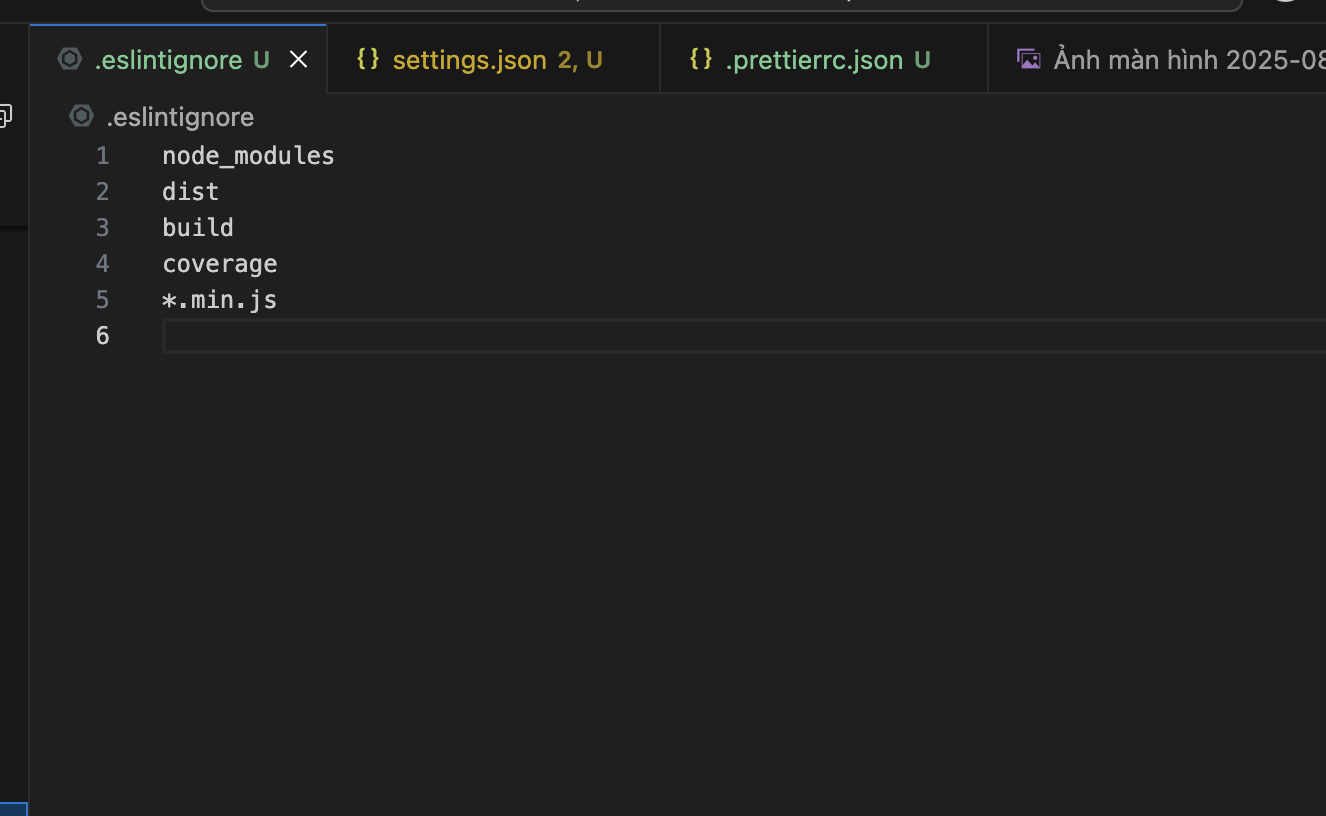 .eslintignore U
{} settings.json 2, U
{} .prettierrc.json U
Ảnh màn hình 2025-08
.eslintignore
1 node_modules
2 dist
3 build
4 coverage
5 *.min.js
6